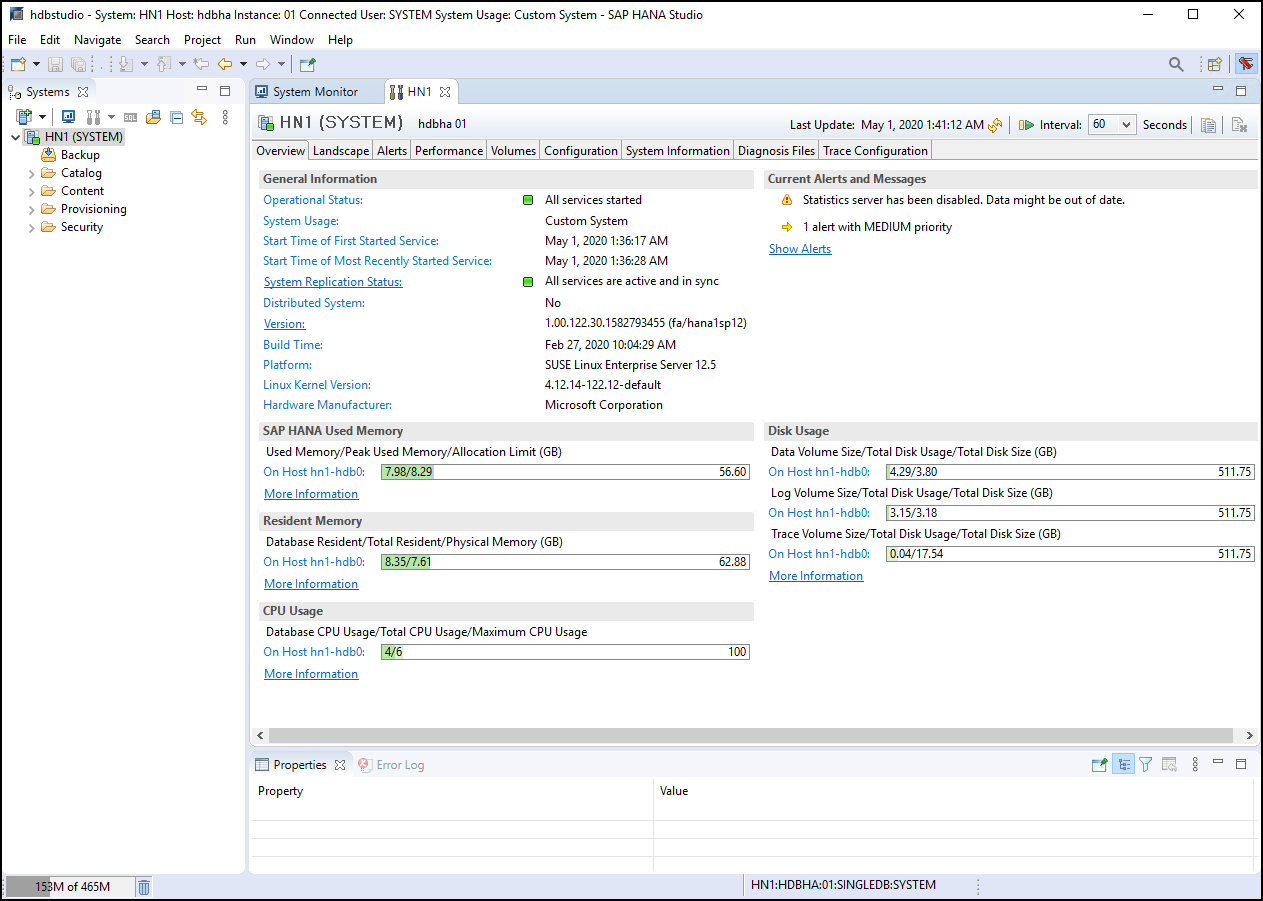 hdbstudio - System: HN1 Host: hdbha Instance: 01 Connected User: SYSTEM System Usage: Custom System - SAP HANA Studio
File Edit Navigate Search Project Run Window Help
Systems
SQL
HN1 (SYSTEM)
Backup
Catalog
Content
Provisioning
Security
System Monitor HN1
HN1 (SYSTEM) hdbha 01 Last Update: May 1, 2020 1:41:12 AM Interval: 60 Seconds
Overview Landscape Alerts Performance Volumes Configuration System Information Diagnosis Files Trace Configuration
General Information
Operational Status: All services started
System Usage: Custom System
Start Time of First Started Service: May 1, 2020 1:36:17 AM
Start Time of Most Recently Started Service: May 1, 2020 1:36:28 AM
System Replication Status: All services are active and in sync
Distributed System: No
Version: 1.00.122.30.1582793455 (fa/hana1sp12)
Build Time: Feb 27, 2020 10:04:29 AM
Platform: SUSE Linux Enterprise Server 12.5
Linux Kernel Version: 4.12.14-122.12-default
Hardware Manufacturer: Microsoft Corporation
Current Alerts and Messages
Statistics server has been disabled. Data might be out of date.
1 alert with MEDIUM priority
Show Alerts
SAP HANA Used Memory
Used Memory/Peak Used Memory/Allocation Limit (GB)
On Host hn1-hdb0: 7.98/8.29 56.60
More Information
Resident Memory
Database Resident/Total Resident/Physical Memory (GB)
On Host hn1-hdb0: 8.35/7.61 62.88
More Information
CPU Usage
Database CPU Usage/Total CPU Usage/Maximum CPU Usage
On Host hn1-hdb0: 4/6 100
More Information
Disk Usage
Data Volume Size/Total Disk Usage/Total Disk Size (GB)
On Host hn1-hdb0: 4.29/3.80 511.75
Log Volume Size/Total Disk Usage/Total Disk Size (GB)
On Host hn1-hdb0: 3.15/3.18 511.75
Trace Volume Size/Total Disk Usage/Total Disk Size (GB)
On Host hn1-hdb0: 0.04/17.54 511.75
More Information
Properties Error Log
Property Value
153M of 465M HN1:HDBHA:01:SINGLEDB:SYSTEM